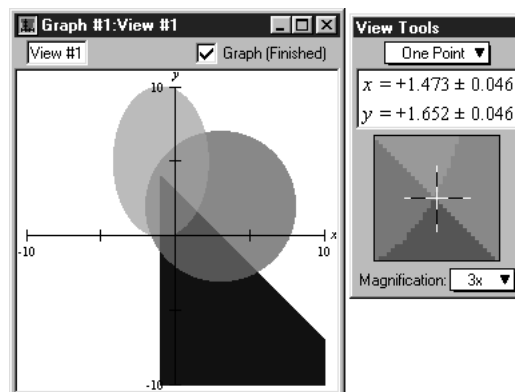 Graph #1:View #1
View #1
Graph (Finished)
y
10
-10
x
10
-10
View Tools
One Point
x = +1.473 ± 0.046
y = +1.652 ± 0.046
Magnification: 3x